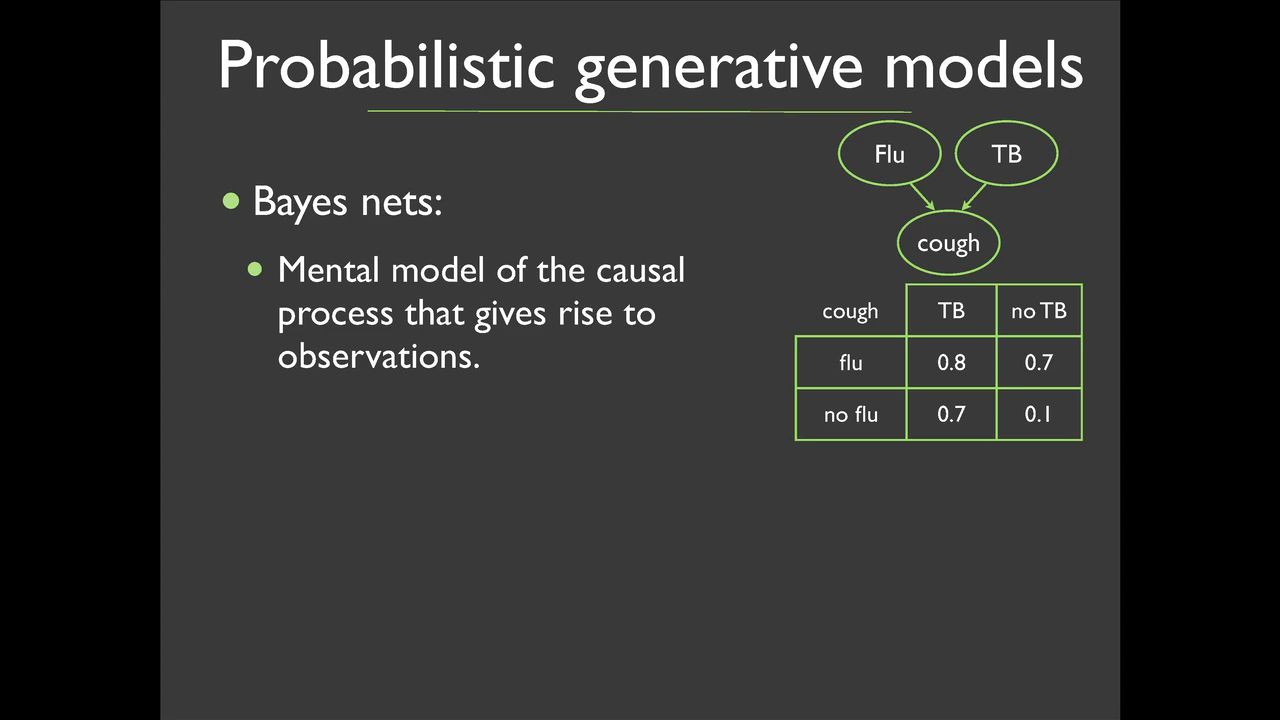 Probabilistic generative models
Flu TB
• Bayes nets:
cough
• Mental model of the causal
process that gives rise to
observations.
cough TB no TB
flu 0.8 0.7
no flu 0.7 0.1